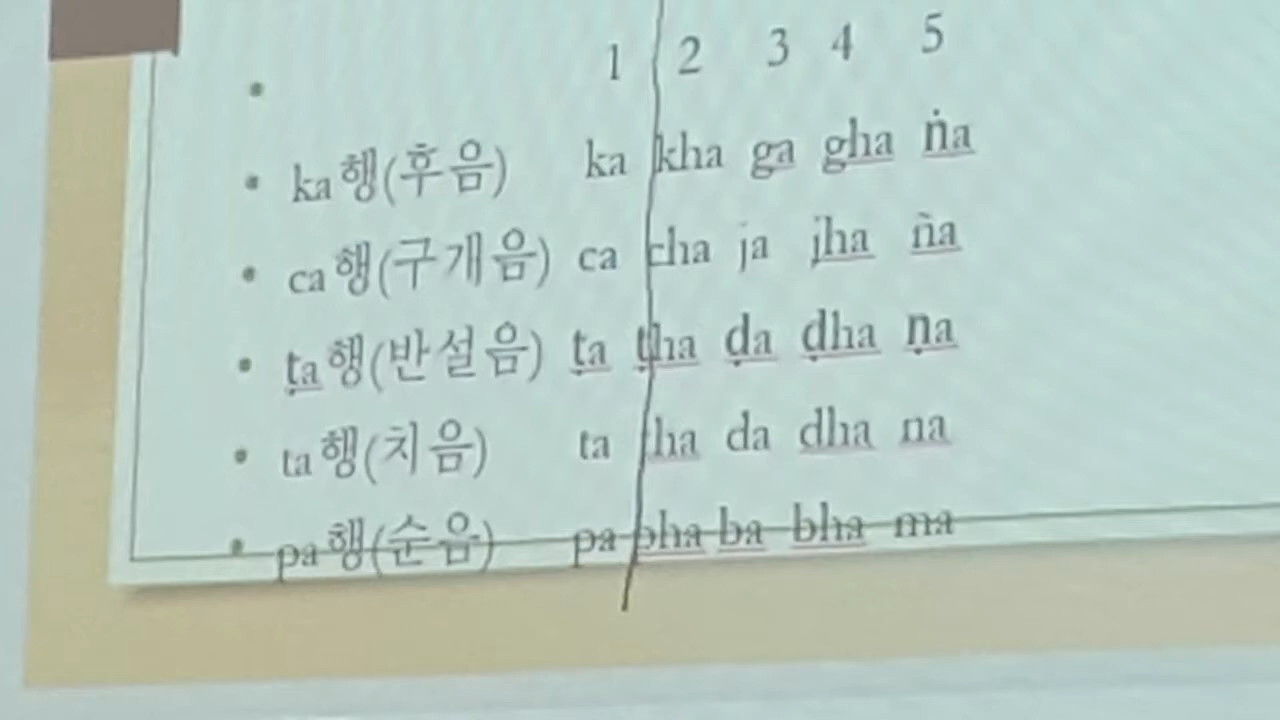 1 2 3 4 5
• ka행(후음) ka kha ga gha ṅa
• ca행(구개음) ca cha ja jha ña
• ṭa행(반설음) ṭa ṭha ḍa ḍha ṇa
• ta행(치음) ta tha da dha na
• pa행(순음) pa pha ba bha ma